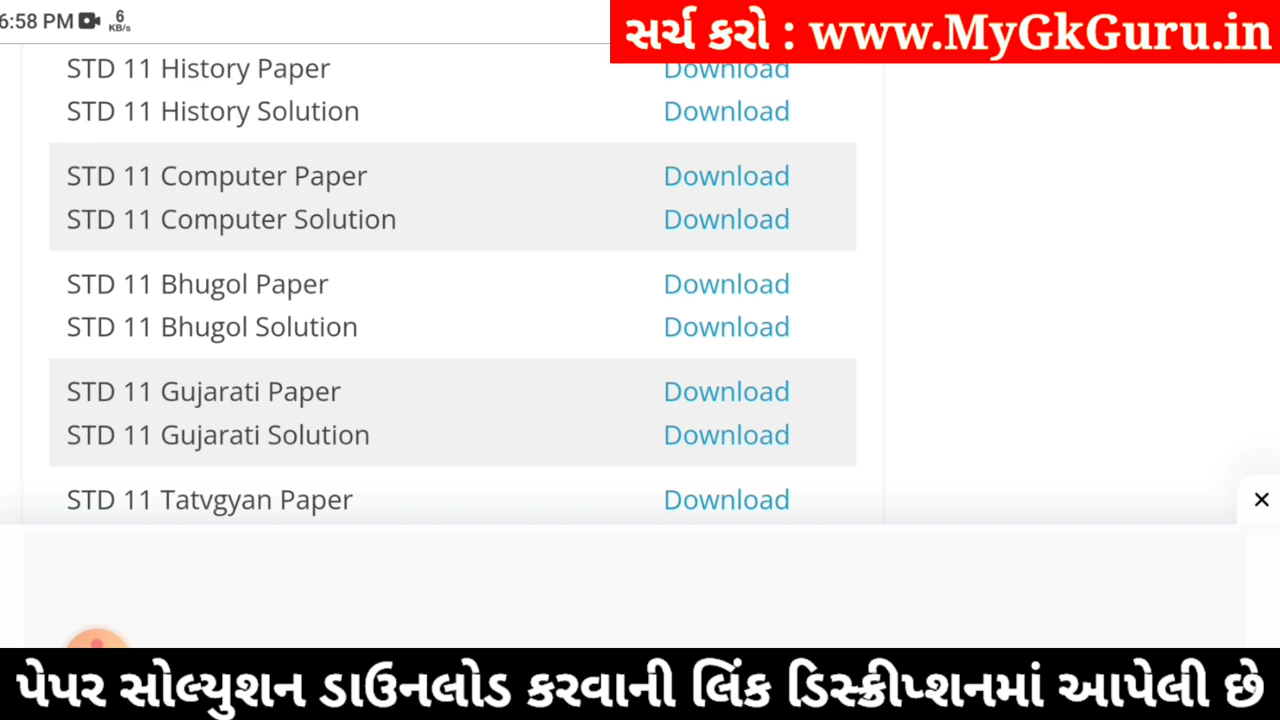 6:58 PM 6 KB/s
સર્ચ કરો : www.MyGkGuru.in
STD 11 History Paper Download
STD 11 History Solution Download
STD 11 Computer Paper Download
STD 11 Computer Solution Download
STD 11 Bhugol Paper Download
STD 11 Bhugol Solution Download
STD 11 Gujarati Paper Download
STD 11 Gujarati Solution Download
STD 11 Tatvgyan Paper Download
પેપર સોલ્યુશન ડાઉનલોડ કરવાની લિંક ડિસ્ક્રીપ્શનમાં આપેલી છે